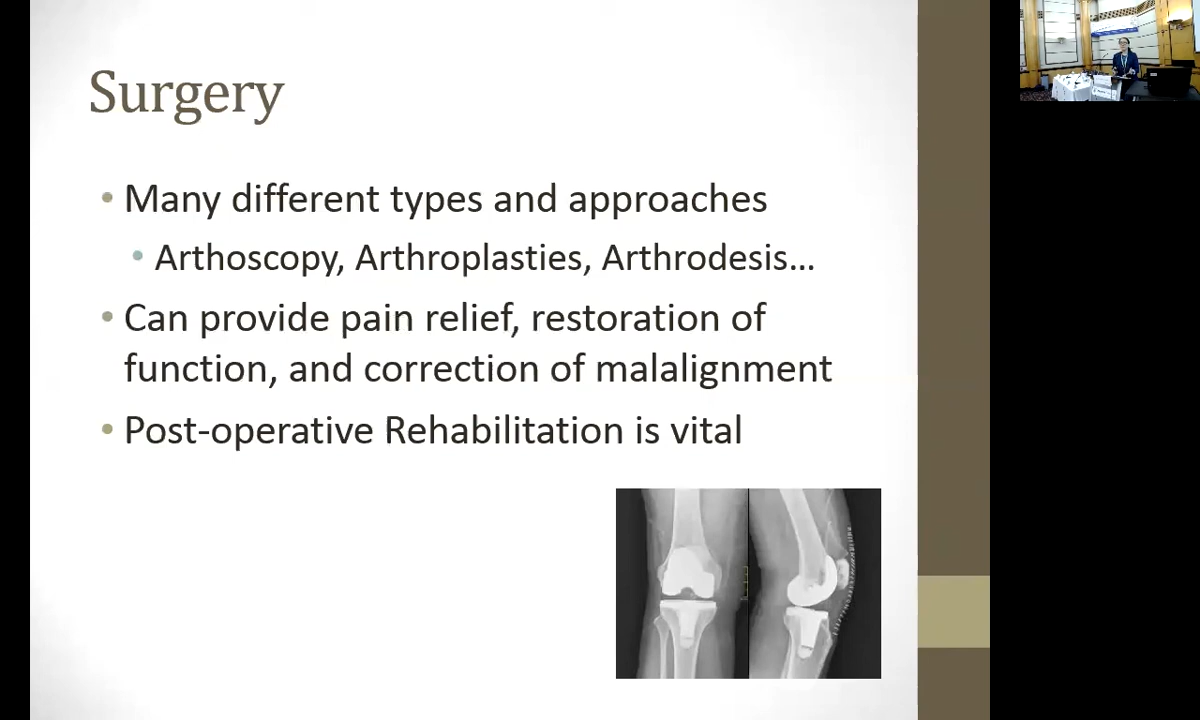 Surgery
• Many different types and approaches
• Arthoscopy, Arthroplasties, Arthrodesis...
• Can provide pain relief, restoration of
function, and correction of malalignment
• Post-operative Rehabilitation is vital